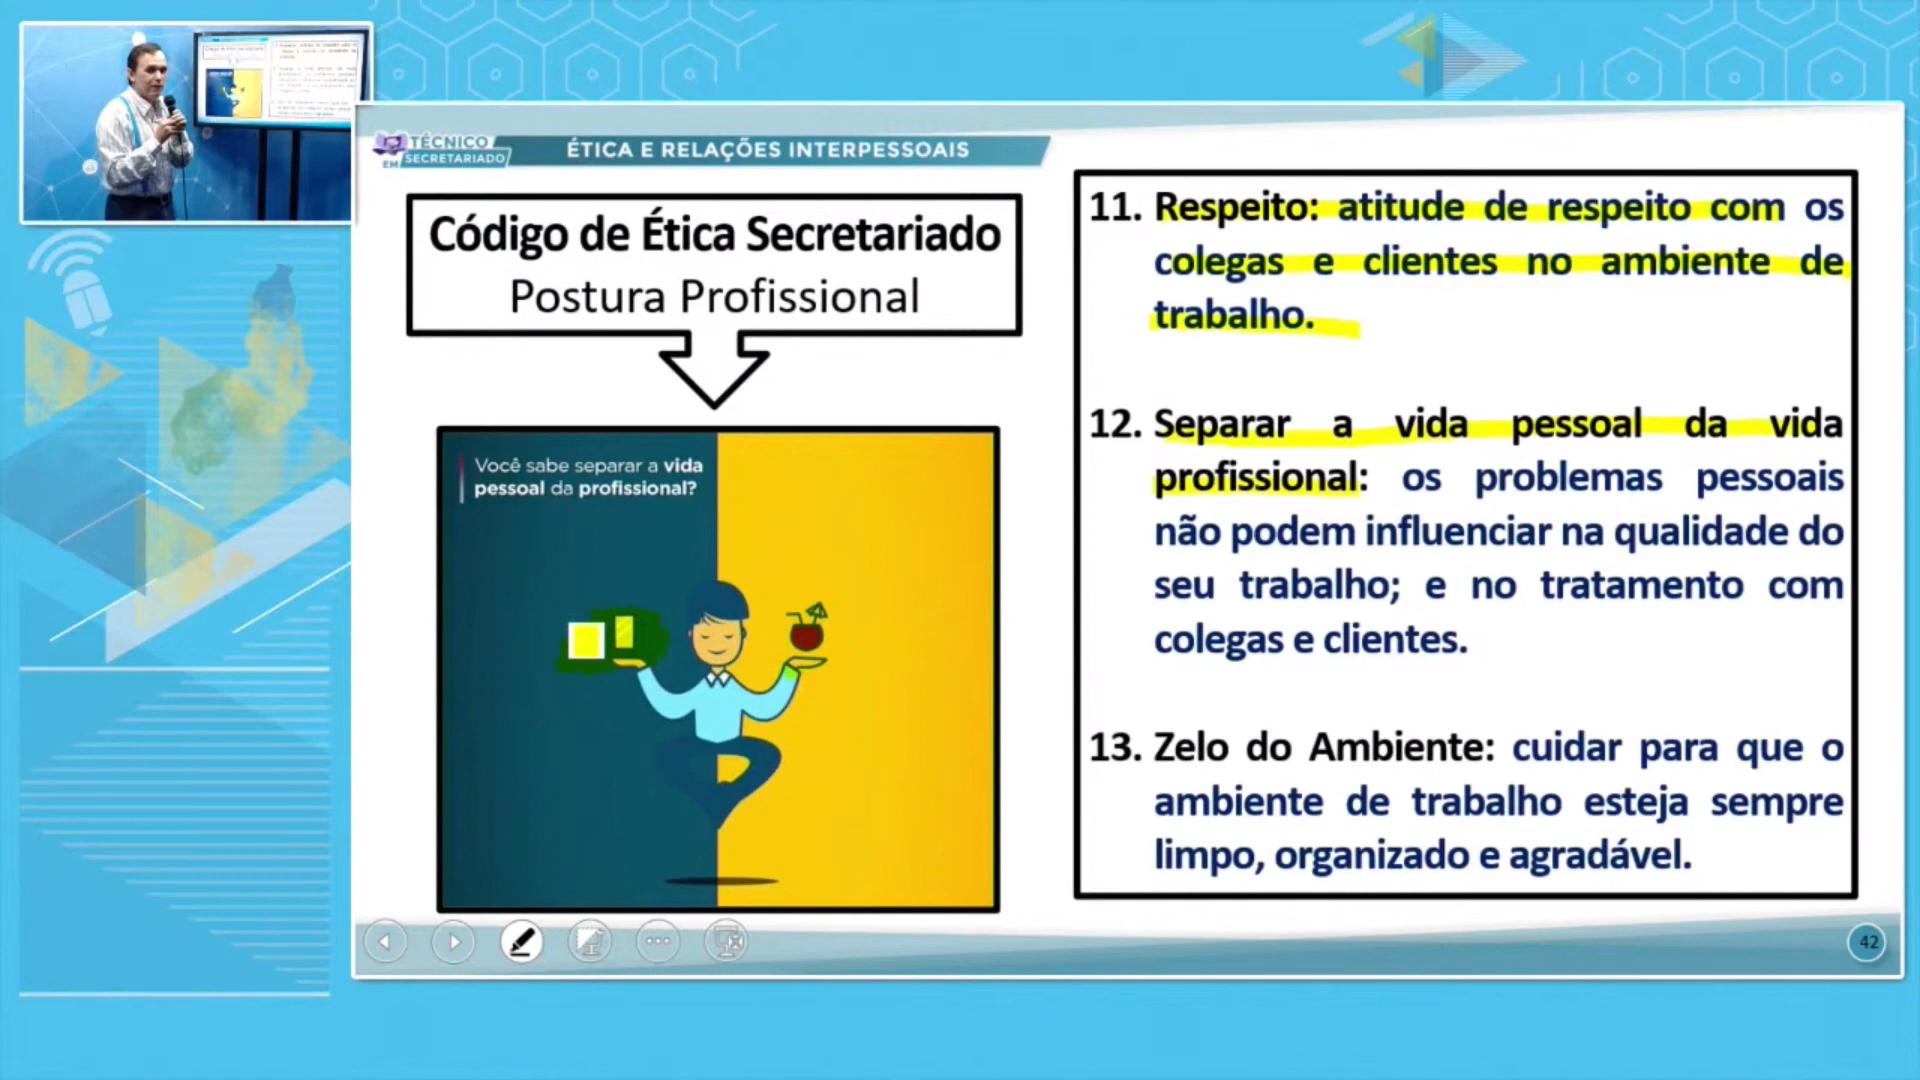 TÉCNICO
EM SECRETARIADO
ÉTICA E RELAÇÕES INTERPESSOAIS
Código de Ética Secretariado
Postura Profissional
Você sabe separar a vida
pessoal da profissional?
11. Respeito: atitude de respeito com os
colegas e clientes no ambiente de
trabalho.
12. Separar a vida pessoal da vida
profissional: os problemas pessoais
não podem influenciar na qualidade do
seu trabalho; e no tratamento com
colegas e clientes.
13. Zelo do Ambiente: cuidar para que o
ambiente de trabalho esteja sempre
limpo, organizado e agradável.
42